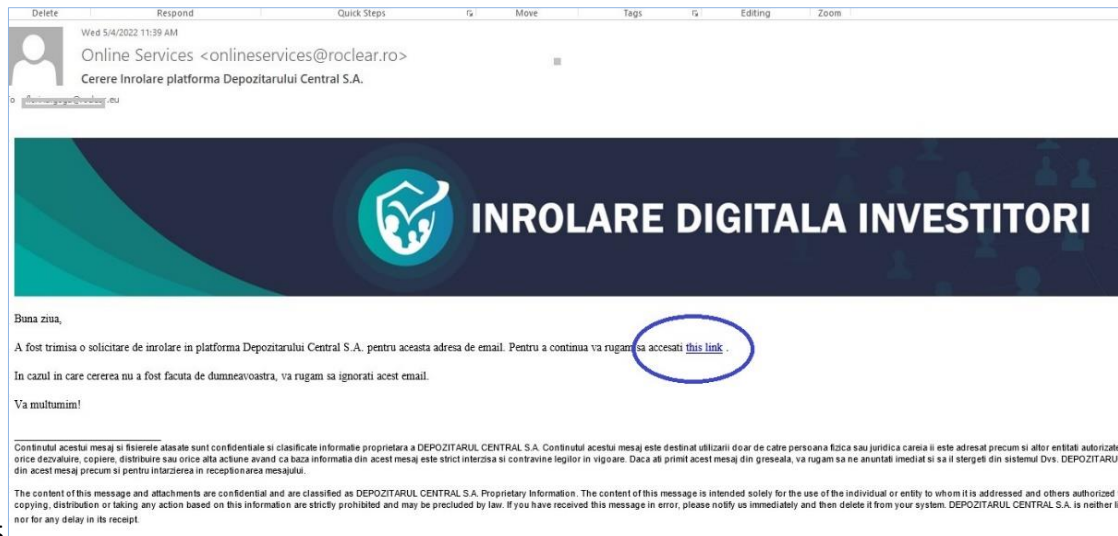 Delete Respond Quick Steps Move Tags Editing Zoom
Wed 5/4/2022 11:39 AM
Online Services <onlineservices@roclear.ro>
Cerere Inrolare platforma Depozitarului Central S.A.
.eu
INROLARE DIGITALA INVESTITORI
Buna ziua,
A fost trimisa o solicitare de inrolare in platforma Depozitarului Central S.A. pentru aceasta adresa de email. Pentru a continua va rugam sa accesati this link .
In cazul in care cererea nu a fost facuta de dumneavoastra, va rugam sa ignorati acest email.
Va multumim!
Continutul acestui mesaj si fisierele atasate sunt confidentiale si clasificate informatie proprietara a DEPOZITARUL CENTRAL S.A. Continutul acestui mesaj este destinat utilizarii doar de catre persoana fizica sau juridica careia ii este adresat precum si altor entitati autorizate
orice dezvaluire, copiere, distribuire sau orice alta actiune avand ca baza informatia din acest mesaj este strict interzisa si contravine legilor in vigoare. Daca ati primit acest mesaj din greseala, va rugam sa ne anuntati imediat si sa il stergeti din sistemul Dvs. DEPOZITARU
din acest mesaj precum si pentru intarzierea in receptionarea mesajului.
The content of this message and attachments are confidential and are classified as DEPOZITARUL CENTRAL S.A. Proprietary Information. The content of this message is intended solely for the use of the individual or entity to whom it is addressed and others authorized
copying, distribution or taking any action based on this information are strictly prohibited and may be precluded by law. If you have received this message in error, please notify us immediately and then delete it from your system. DEPOZITARUL CENTRAL S.A. is neither li
nor for any delay in its receipt.